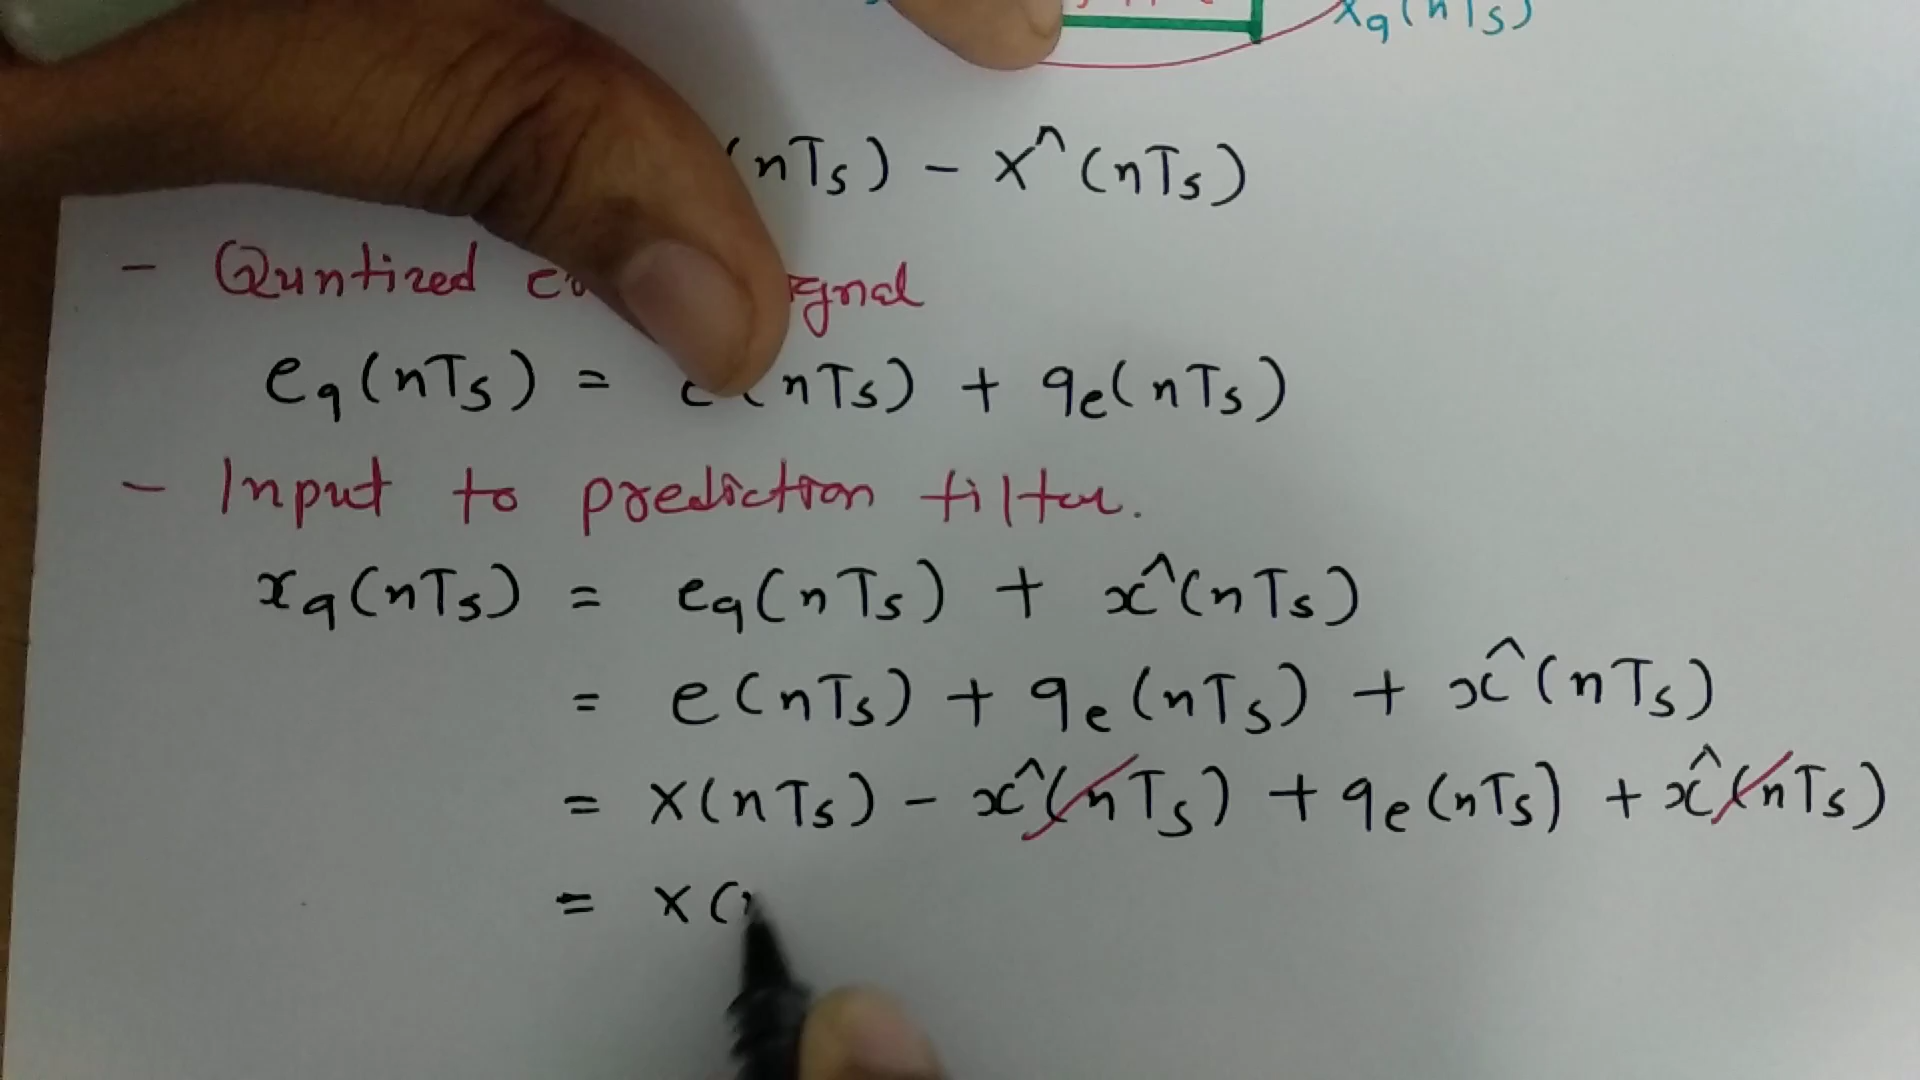 xq(nTs)
(nTs) - x^(nTs)
- Quntized
eq(nTs) = e(nTs) + qe(nTs)
- Input to prediction filter.
xq(nTs) = eq(nTs) + x^(nTs)
= e(nTs) + qe(nTs) + x^(nTs)
= x(nTs) - x^(nTs) + qe(nTs) + x^(nTs)
= x(